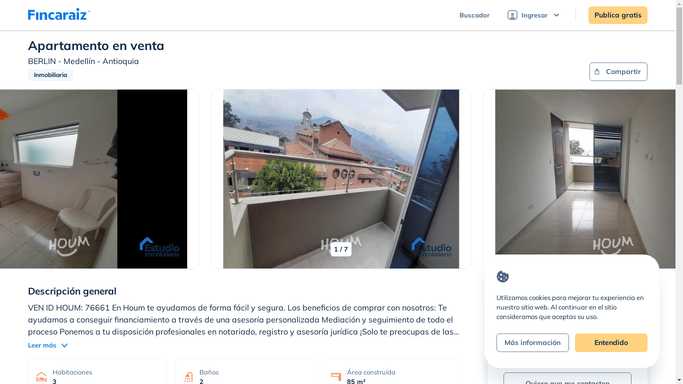 Fincaraiz
Buscador
Ingresar
Publica gratis
Apartamento en venta
BERLIN - Medellín - Antioquia
Inmobiliaria
Compartir
HOUM
Estudio
Inmobiliario
HOUM
1 / 7
Estudio
Inmobiliario
HOUM
Descripción general
VEN ID HOUM: 76661 En Houm te ayudamos de forma fácil y segura. Los beneficios de comprar con nosotros: Te
ayudamos a conseguir financiamiento a través de una asesoría personalizada Mediación y seguimiento de todo el
proceso Ponemos a tu disposición profesionales en notariado, registro y asesoría jurídica ¡Solo te preocupas de las...
Leer más
Habitaciones
3
Baños
2
Área construida
85 m²
Utilizamos cookies para mejorar tu experiencia en
nuestro sitio web. Al continuar en el sitio
consideramos que aceptas su uso.
Más información
Entendido
Quiero que me contacten